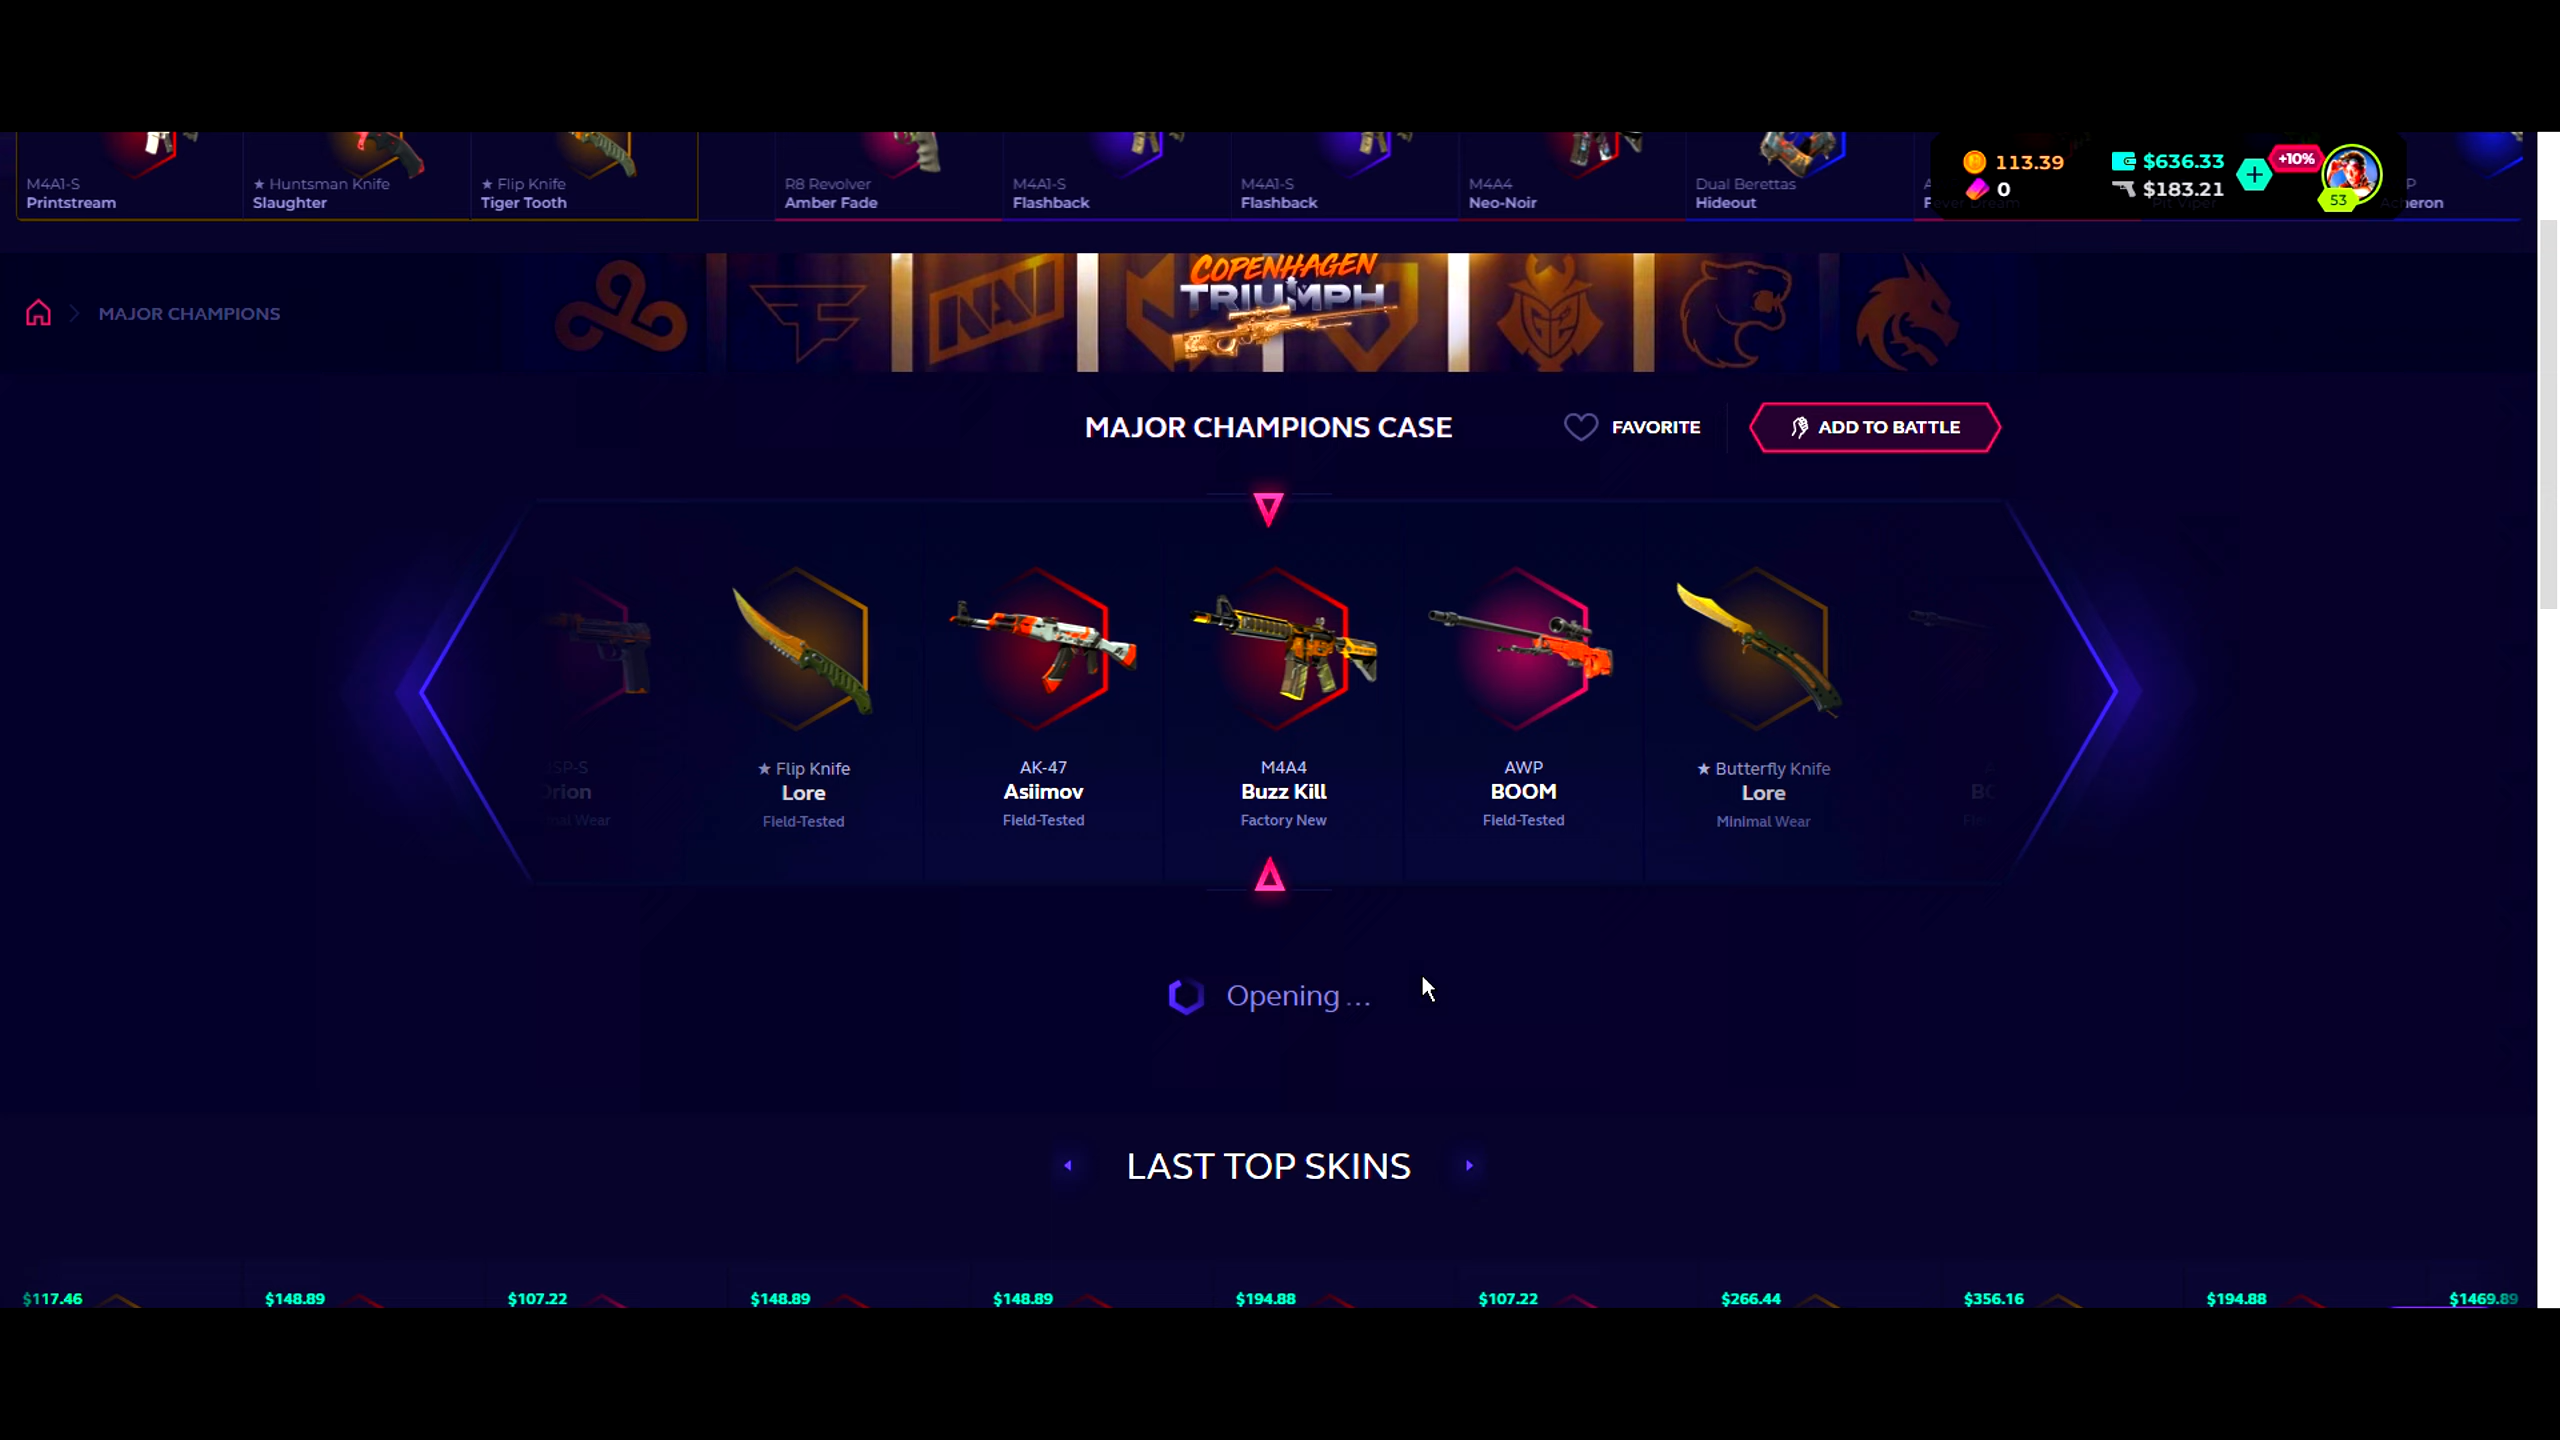 M4A1-S
Printstream
★ Huntsman Knife
Slaughter
★ Flip Knife
Tiger Tooth
R8 Revolver
Amber Fade
M4A1-S
Flashback
M4A1-S
Flashback
M4A4
Neo-Noir
Dual Berettas
Hideout
113.39
0
$636.33
$183.21
+10%
53
MAJOR CHAMPIONS
NAVI
COPENHAGEN
TRIUMPH
G2
MAJOR CHAMPIONS CASE
FAVORITE
ADD TO BATTLE
Orion
★ Flip Knife
Lore
Field-Tested
AK-47
Asiimov
Field-Tested
M4A4
Buzz Kill
Factory New
AWP
BOOM
Field-Tested
★ Butterfly Knife
Lore
Minimal Wear
Opening ...
LAST TOP SKINS
$117.46
$148.89
$107.22
$148.89
$148.89
$194.88
$107.22
$266.44
$356.16
$194.88
$1469.89